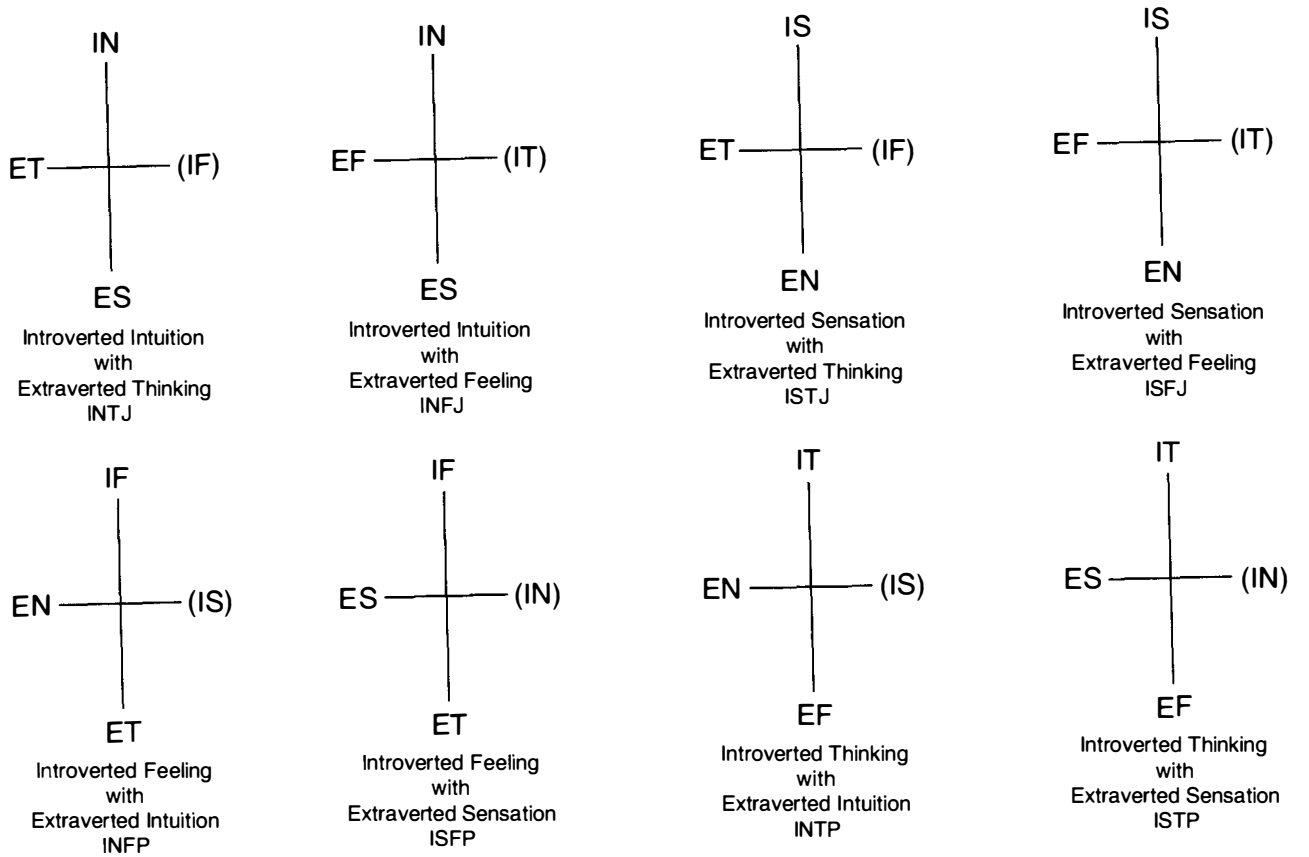 IN
ET (IF)
ES
Introverted Intuition
with
Extraverted Thinking
INTJ
IN
EF (IT)
ES
Introverted Intuition
with
Extraverted Feeling
INFJ
IS
ET (IF)
EN
Introverted Sensation
with
Extraverted Thinking
ISTJ
IS
EF (IT)
EN
Introverted Sensation
with
Extraverted Feeling
ISFJ
IF
EN (IS)
ET
Introverted Feeling
with
Extraverted Intuition
INFP
IF
ES (IN)
ET
Introverted Feeling
with
Extraverted Sensation
ISFP
IT
EN (IS)
EF
Introverted Thinking
with
Extraverted Intuition
INTP
IT
ES (IN)
EF
Introverted Thinking
with
Extraverted Sensation
ISTP